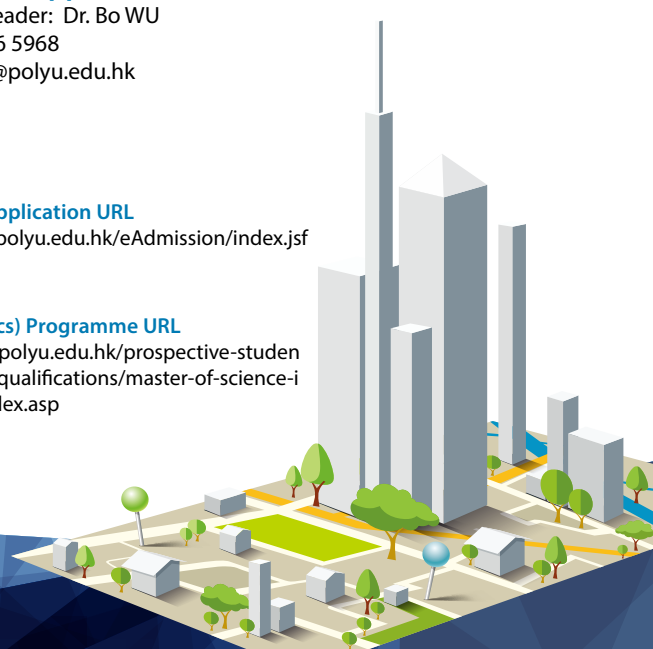 eader: Dr. Bo WU
6 5968
@polyu.edu.hk
pplication URL
polyu.edu.hk/eAdmission/index.jsf
cs) Programme URL
polyu.edu.hk/prospective-studen
qualifications/master-of-science-i
dex.asp